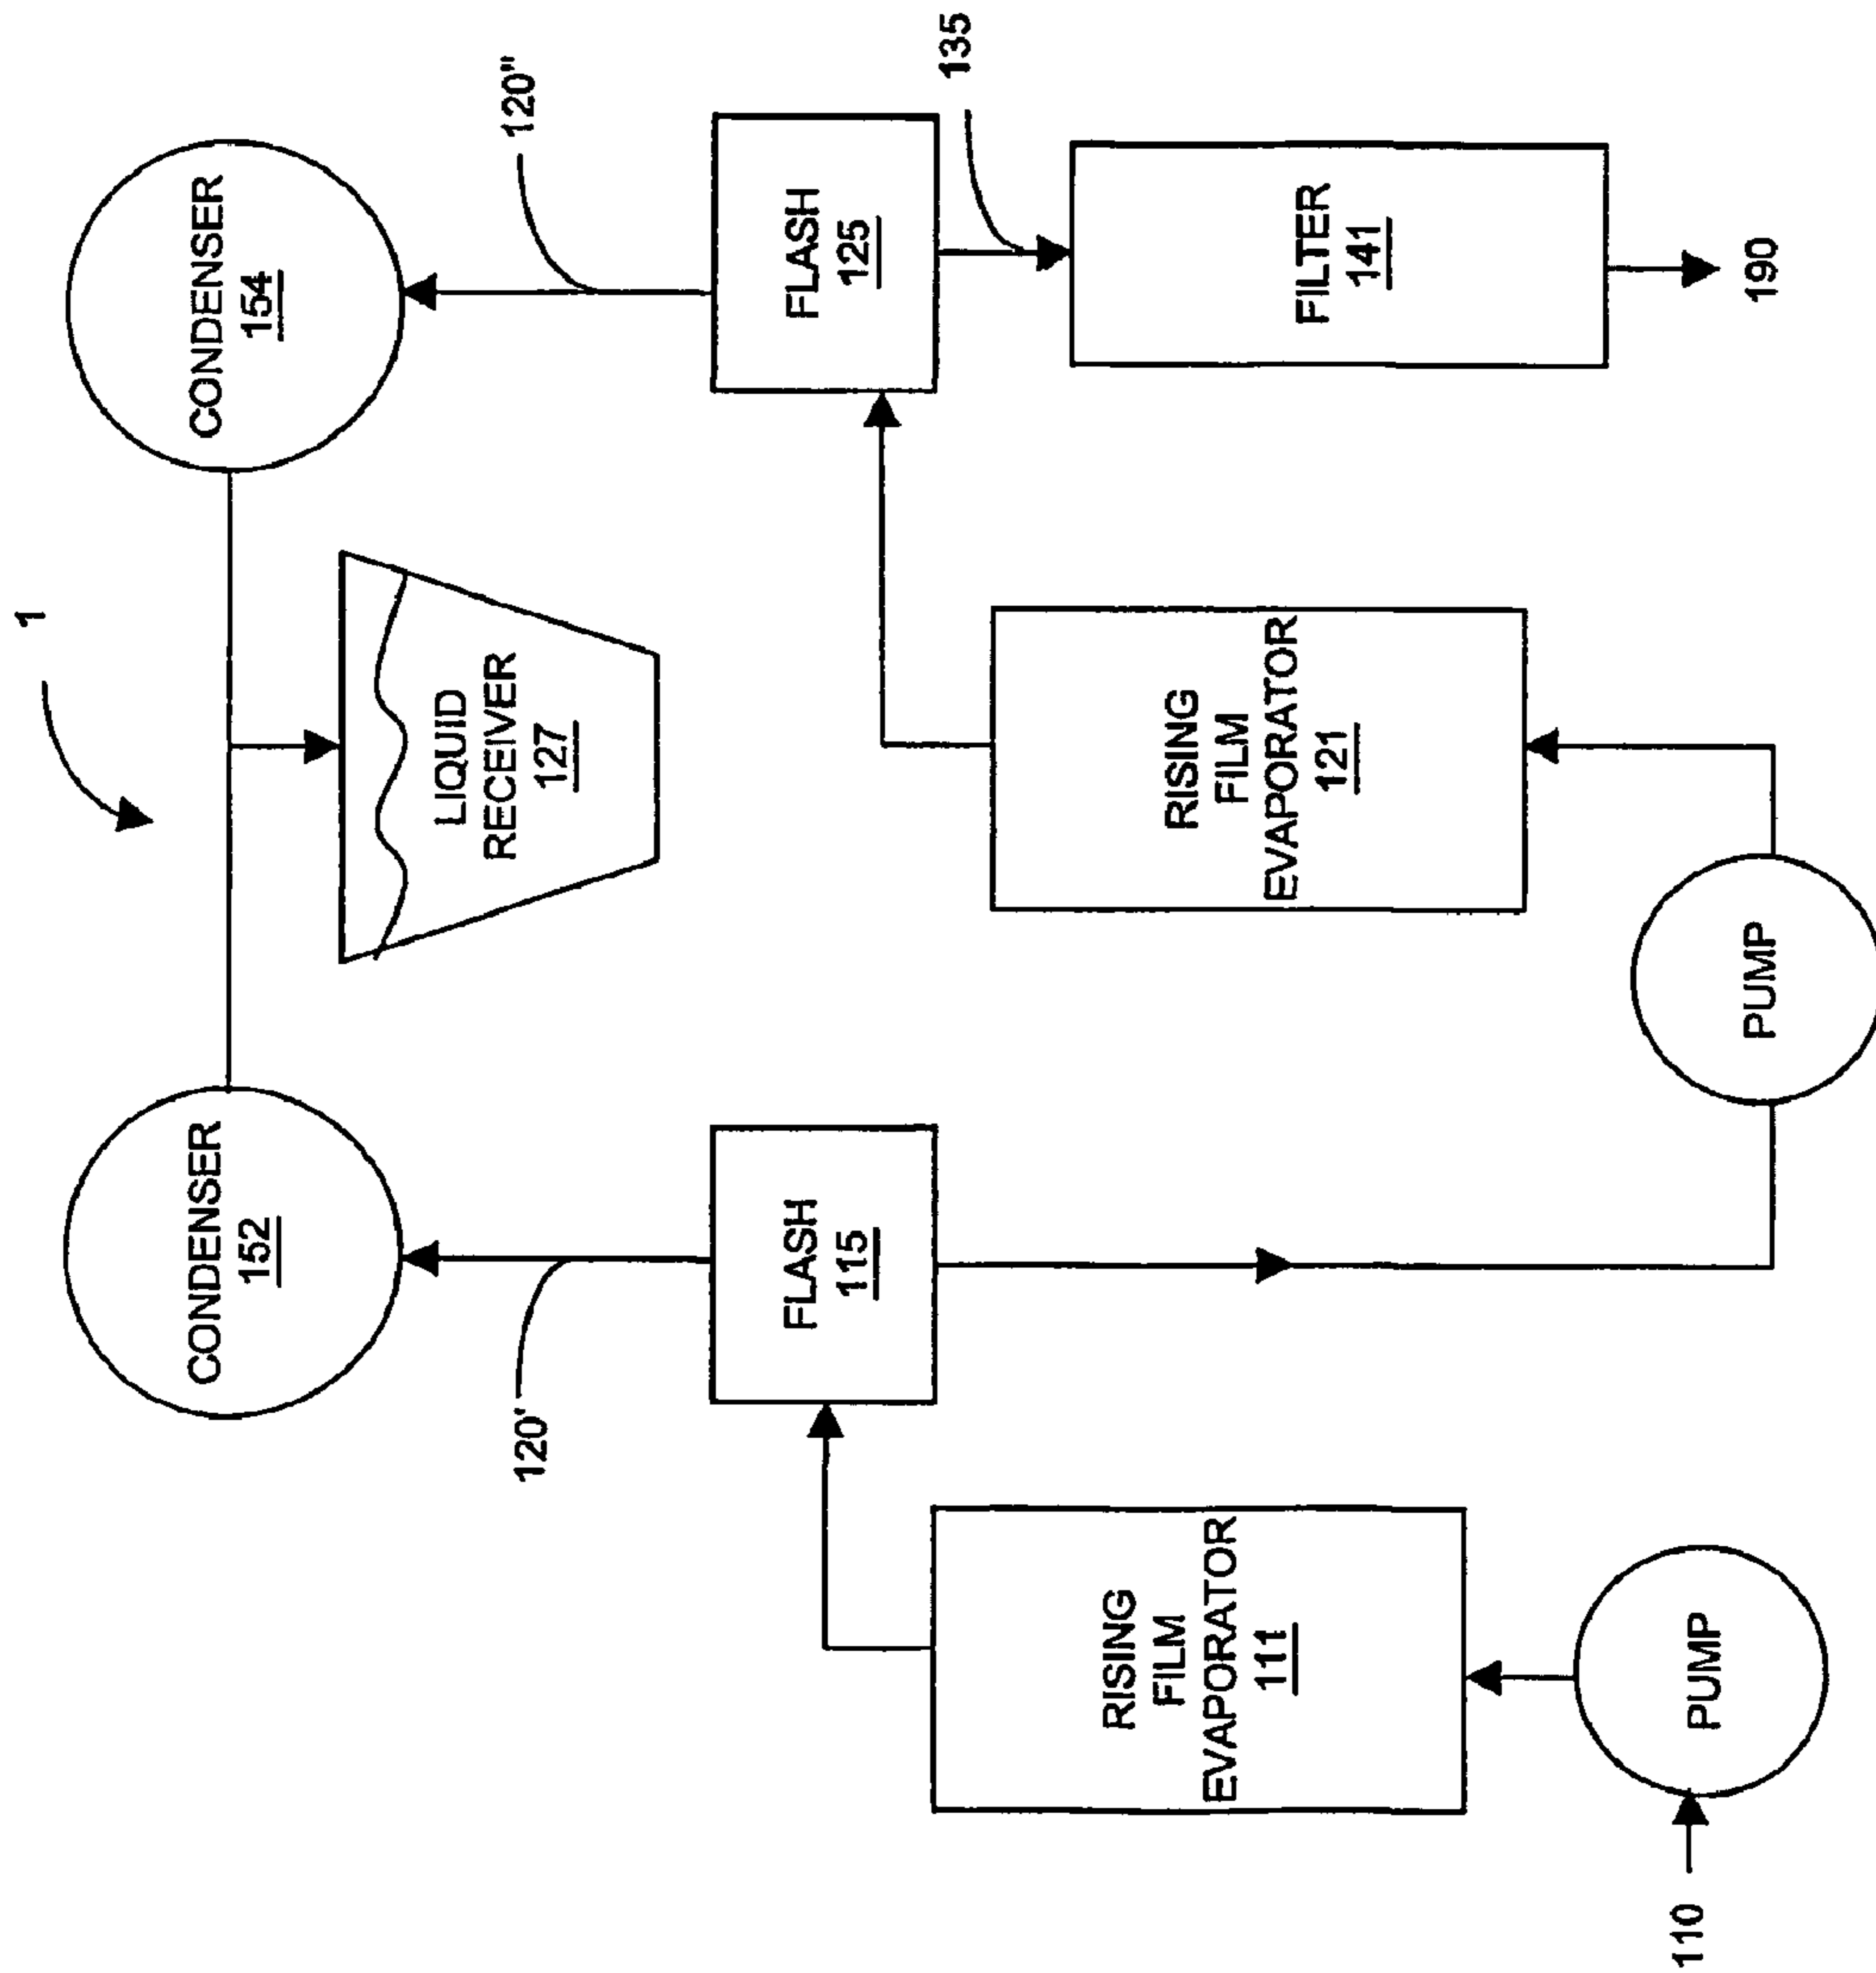 1
CONDENSER
152
CONDENSER
154
120'
120"
LIQUID
RECEIVER
127
FLASH
115
FLASH
125
135
RISING
FILM
EVAPORATOR
111
RISING
FILM
EVAPORATOR
121
FILTER
141
110
PUMP
PUMP
190